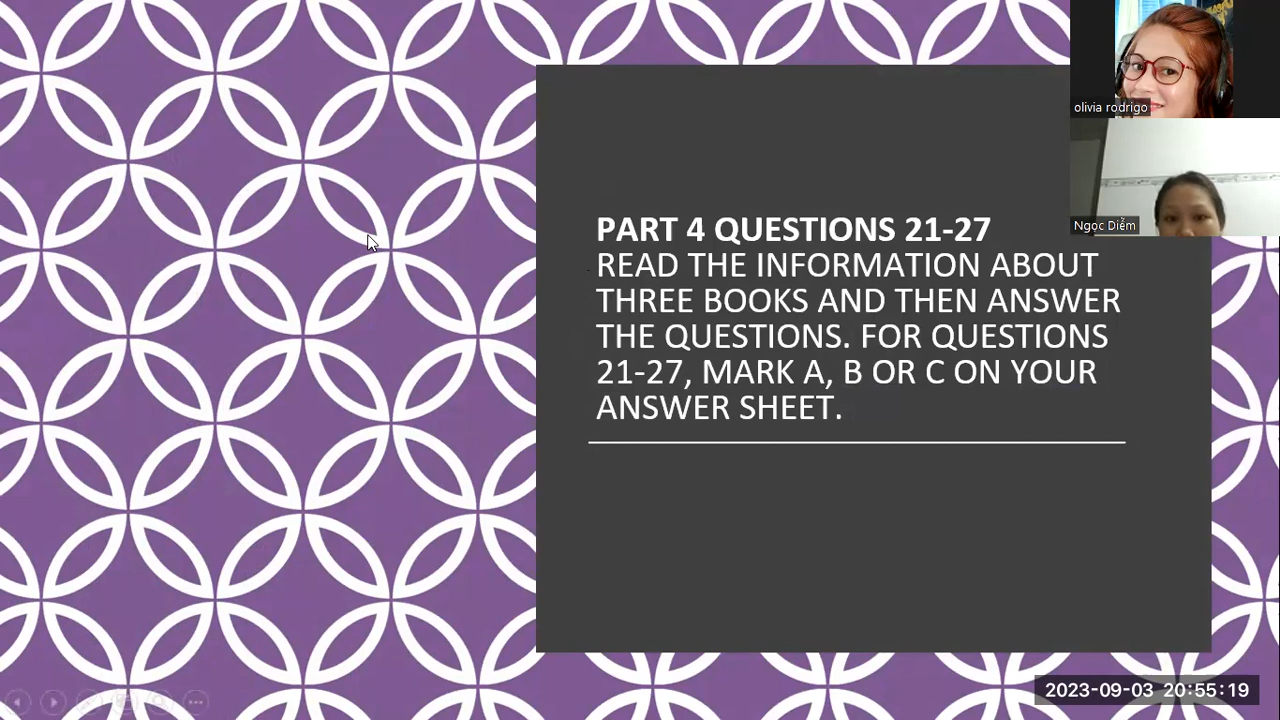 olivia rodrigo
Ngọc Diễm
PART 4 QUESTIONS 21-27
READ THE INFORMATION ABOUT
THREE BOOKS AND THEN ANSWER
THE QUESTIONS. FOR QUESTIONS
21-27, MARK A, B OR C ON YOUR
ANSWER SHEET.
2023-09-03 20:55:19